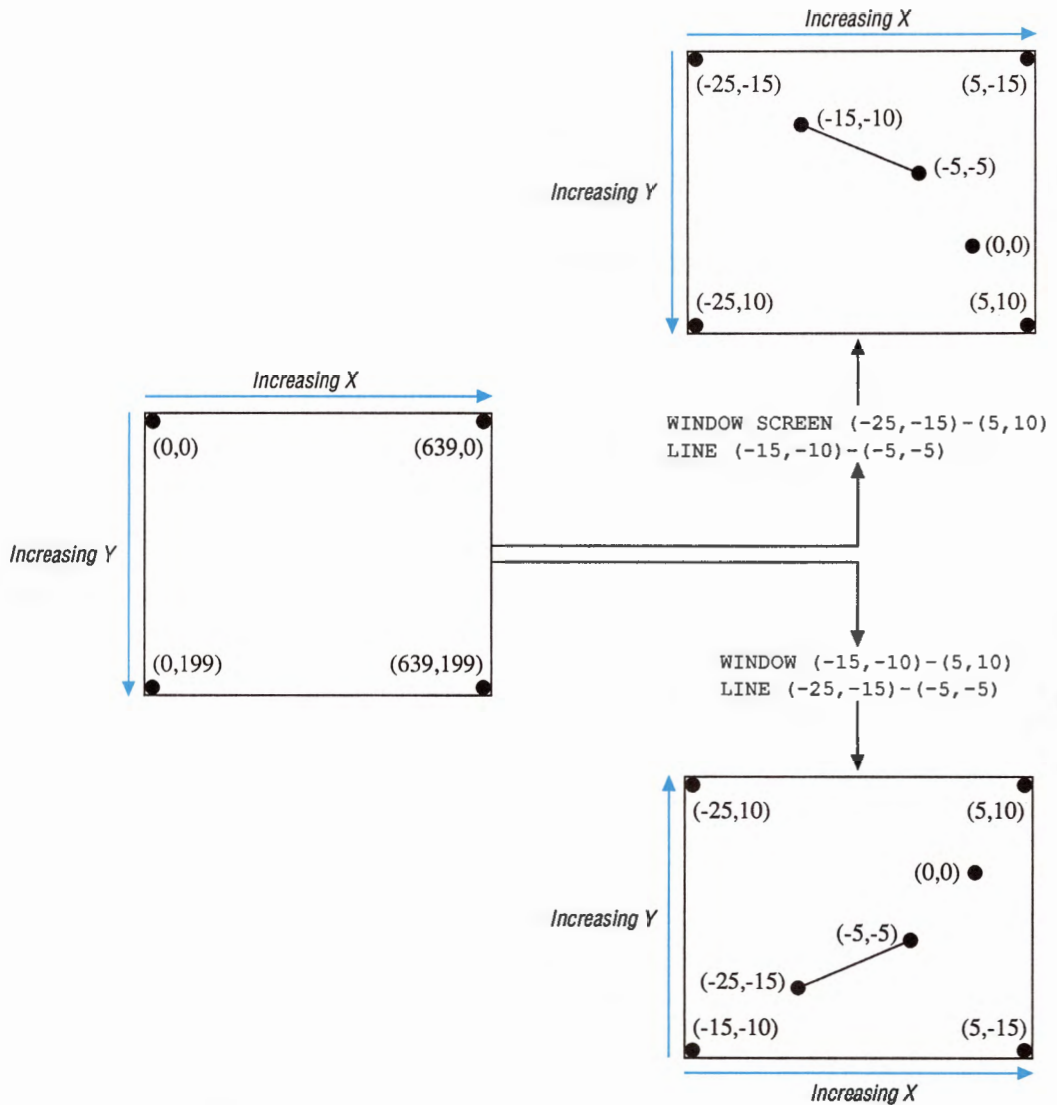 Increasing X
(-25,-15)
(5,-15)
(-15,-10)
(-5,-5)
Increasing Y
(0,0)
(-25,10)
(5,10)
Increasing X
(0,0)
(639,0)
Increasing Y
(0,199)
(639,199)
WINDOW SCREEN (-25,-15)-(5,10)
LINE (-15,-10)-(-5,-5)
WINDOW (-15,-10)-(5,10)
LINE (-25,-15)-(-5,-5)
(-25,10)
(5,10)
(0,0)
Increasing Y
(-5,-5)
(-25,-15)
(-15,-10)
(5,-15)
Increasing X